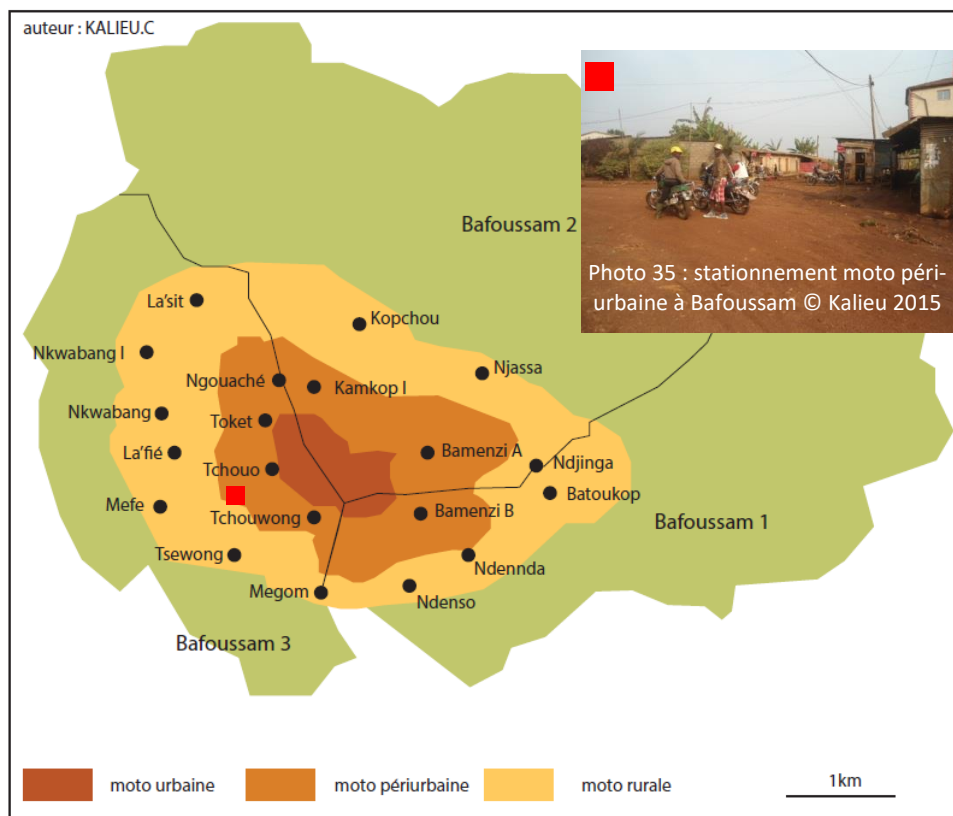 auteur : KALIEU.C
Photo 35 : stationnement moto péri-
urbaine à Bafoussam © Kalieu 2015
Bafoussam 2
La'sit
Kopchou
Nkwabang I
Njassa
Ngouaché
Kamkop I
Nkwabang
Toket
La'fié
Bamenzi A
Tchouo
Ndjinga
Batoukop
Mefe
Tchouwong
Bamenzi B
Bafoussam 1
Tsewong
Ndennda
Megom
Ndenso
Bafoussam 3
moto urbaine
moto périurbaine
moto rurale
1km